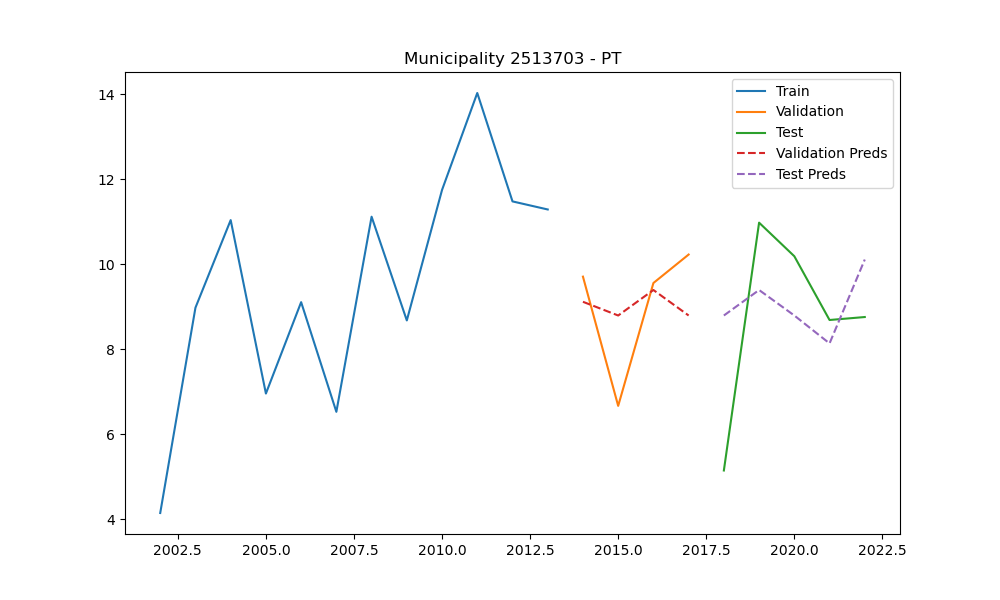 Municipality 2513703 - PT
Train
Validation
Test
Validation Preds
Test Preds
14
12
10
8
6
4
2002.5 2005.0 2007.5 2010.0 2012.5 2015.0 2017.5 2020.0 2022.5